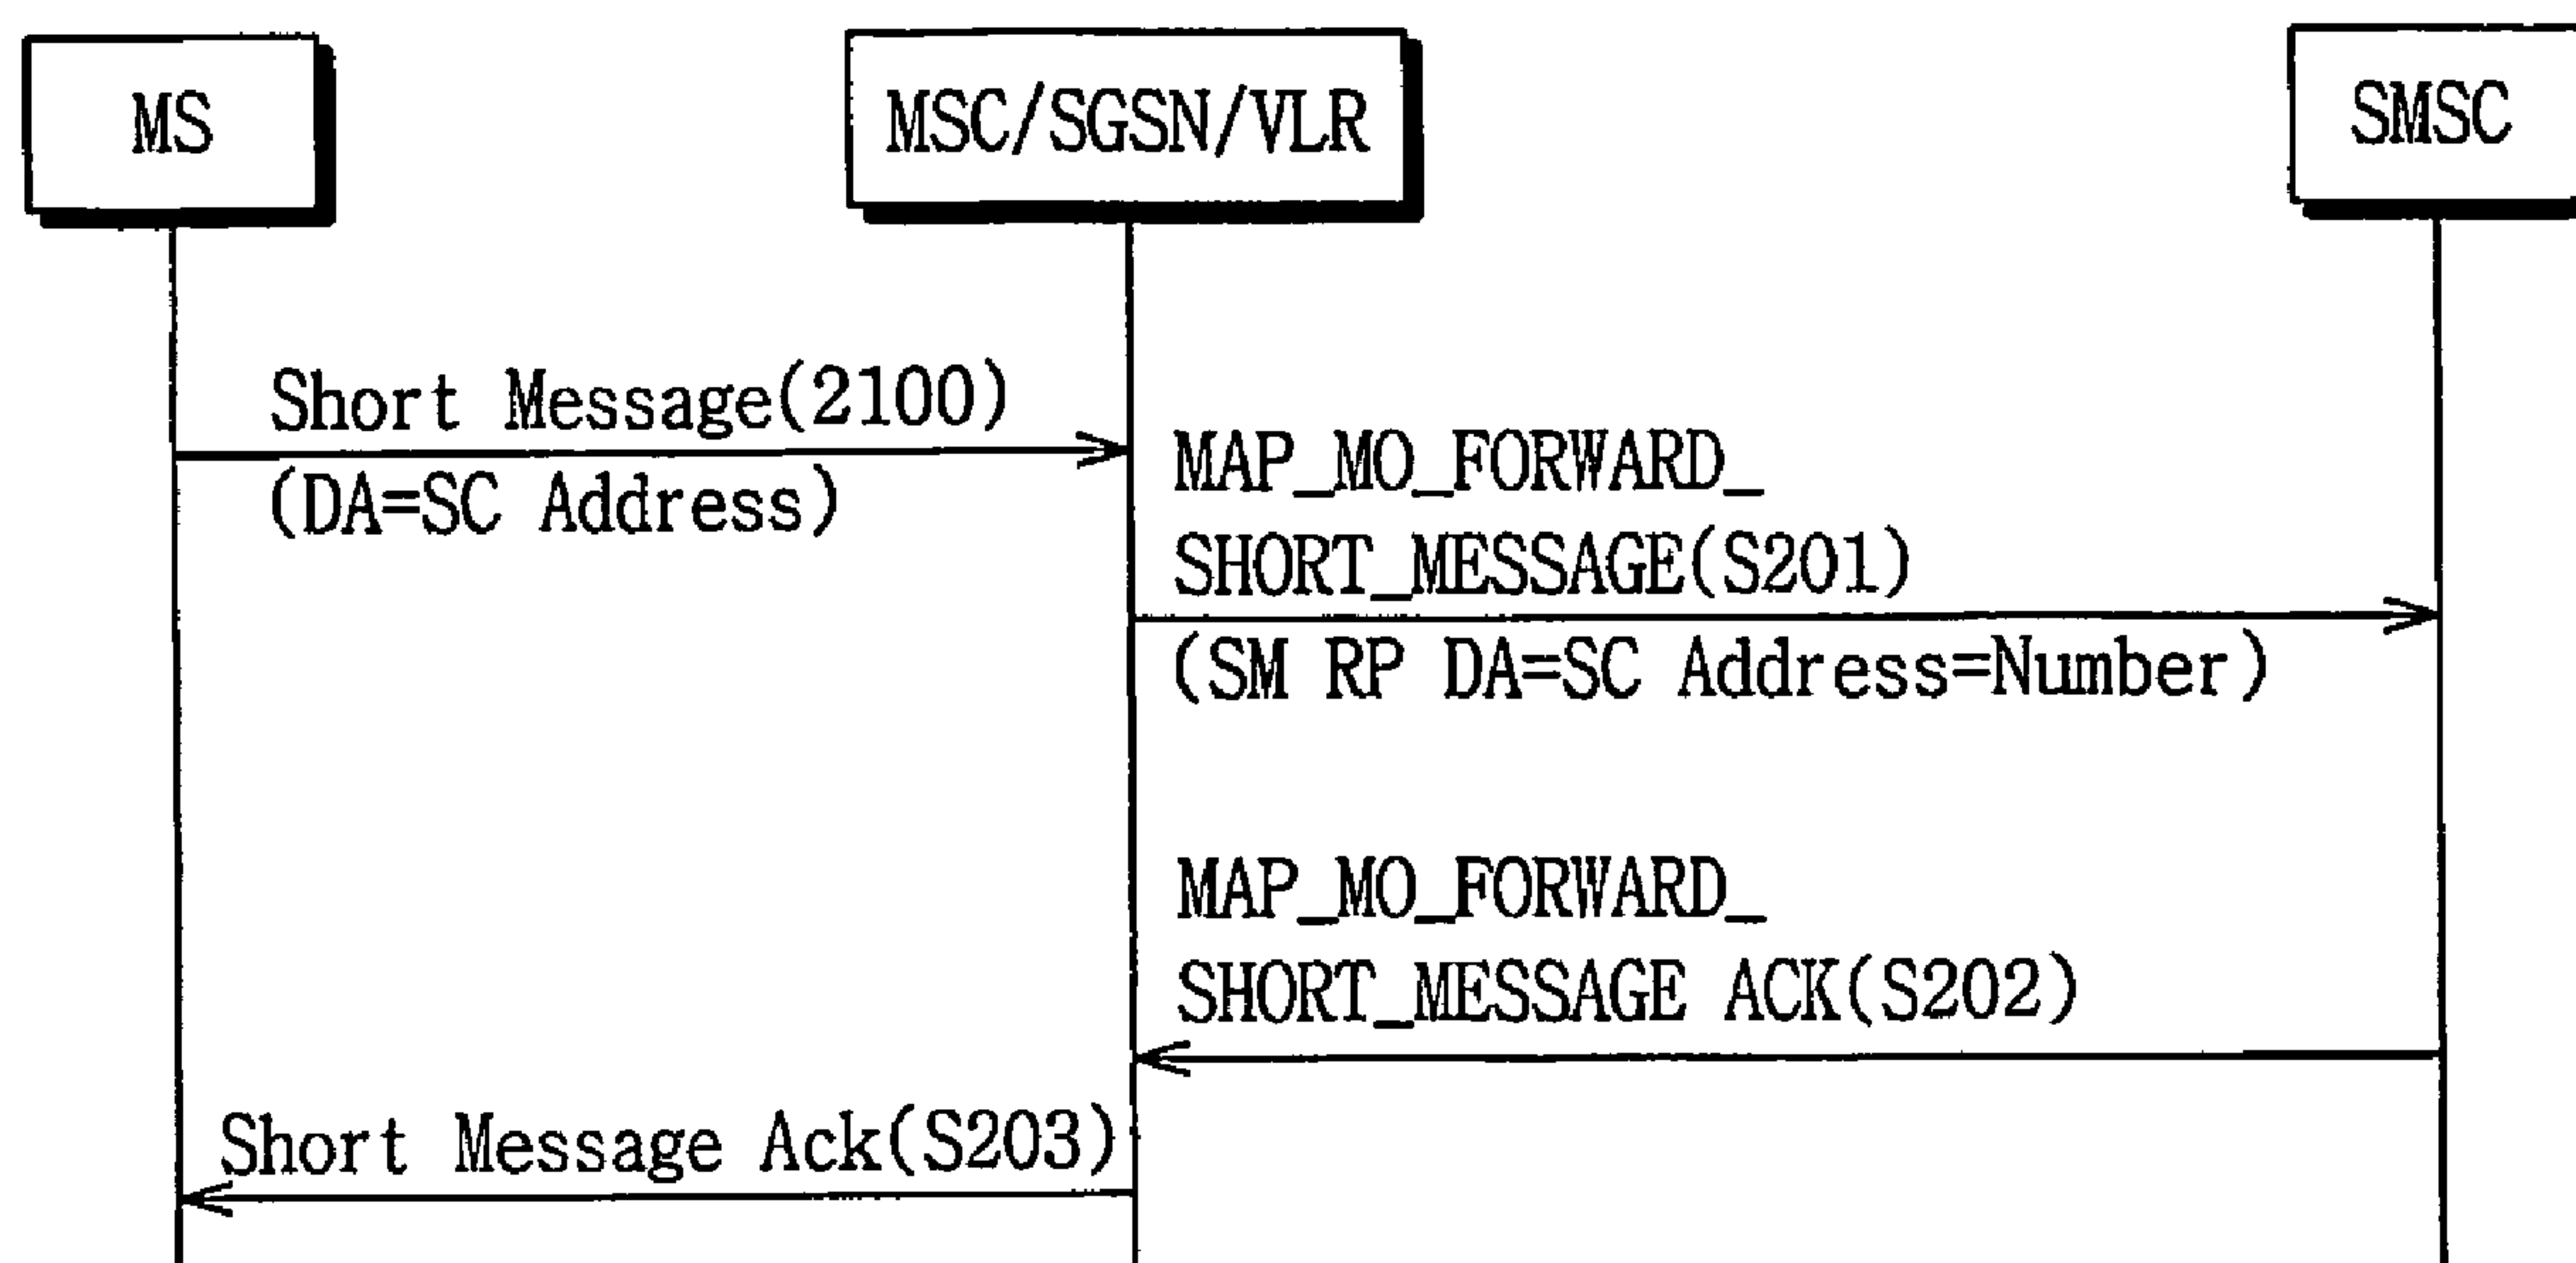 MS
MSC/SGSN/VLR
SMSC
Short Message(2100)
(DA=SC Address)
MAP_MO_FORWARD_
SHORT_MESSAGE(S201)
(SM RP DA=SC Address=Number)
MAP_MO_FORWARD_
SHORT_MESSAGE ACK(S202)
Short Message Ack(S203)